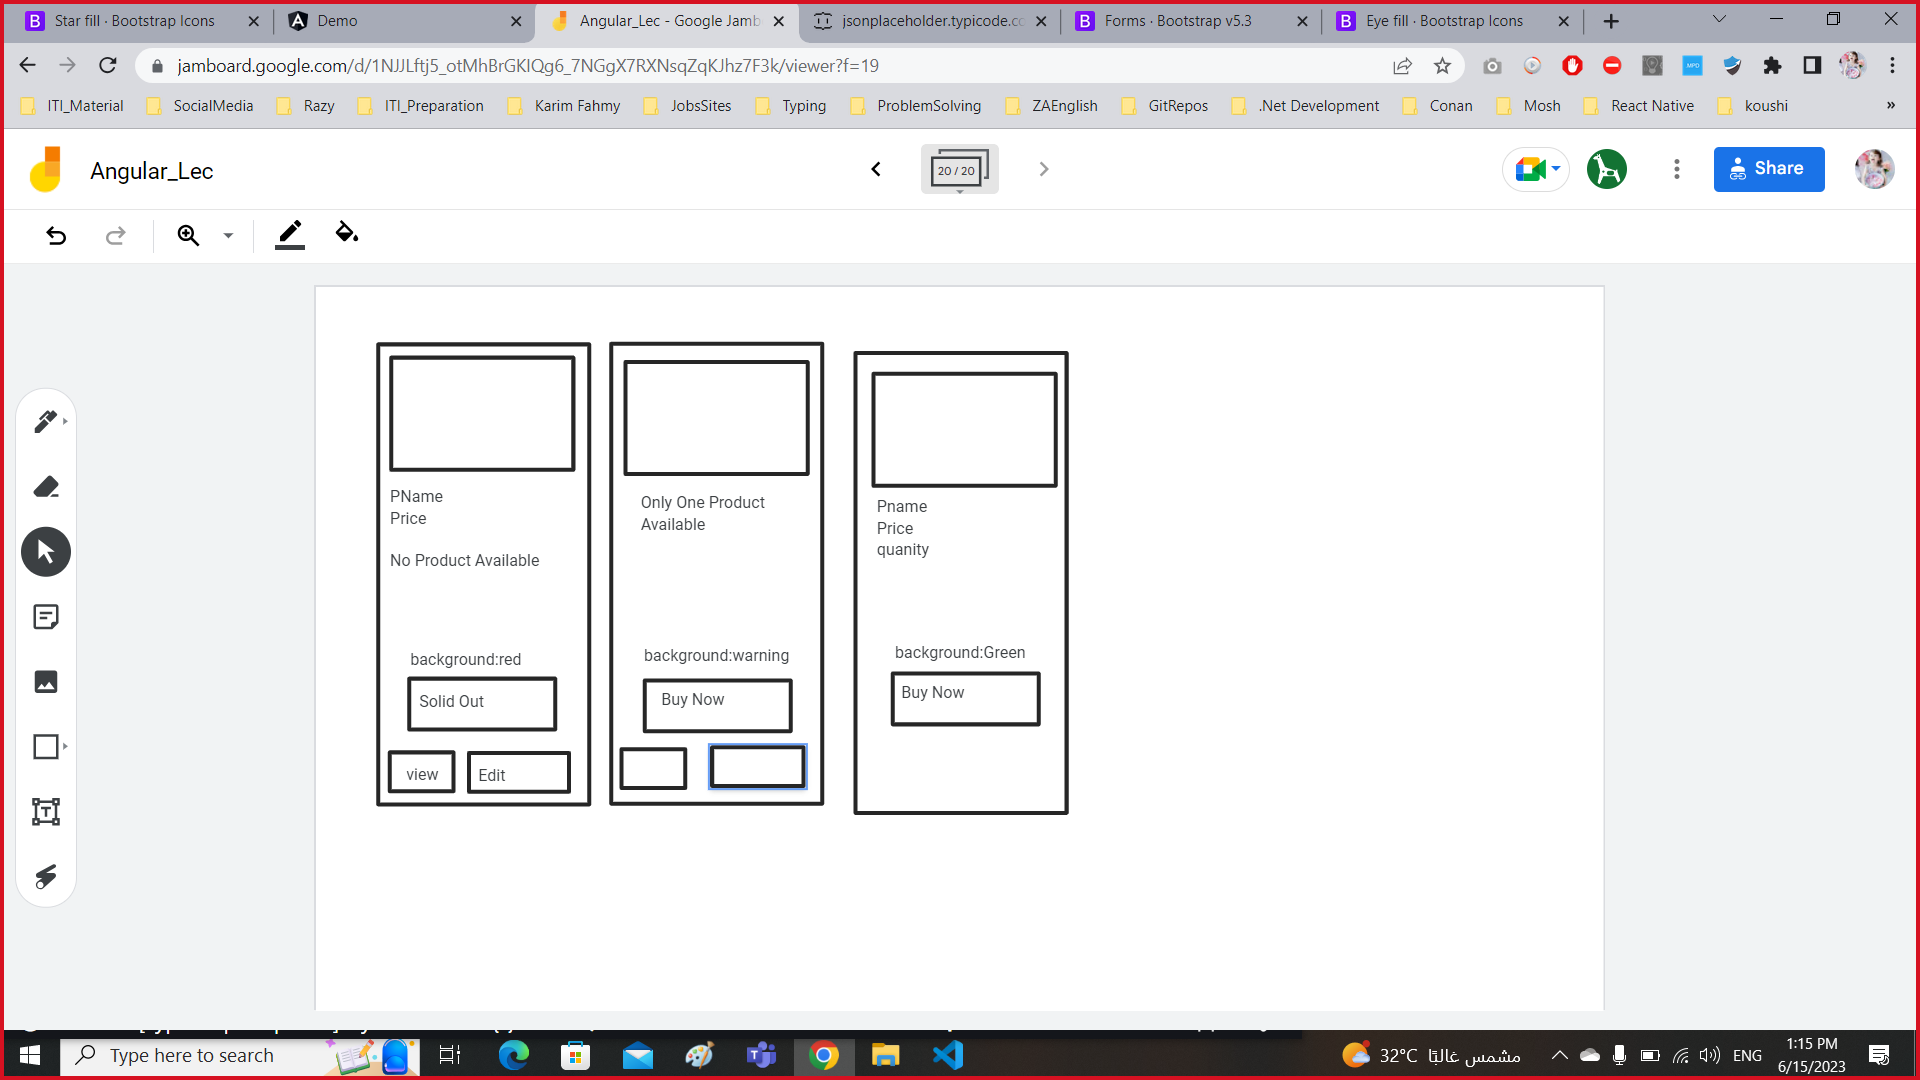 Star fill · Bootstrap Icons
Demo
Angular_Lec - Google Jamb
jsonplaceholder.typicode.co
Forms · Bootstrap v5.3
Eye fill · Bootstrap Icons
jamboard.google.com/d/1NJJLftj5_otMhBrGKIQg6_7NGgX7RXNsqZqKJhz7F3k/viewer?f=19
ITI_Material
SocialMedia
Razy
ITI_Preparation
Karim Fahmy
JobsSites
Typing
ProblemSolving
ZAEnglish
GitRepos
.Net Development
Conan
Mosh
React Native
koushi
»
Angular_Lec
20 / 20
Share
PName
Price
No Product Available
background:red
Solid Out
view
Edit
Only One Product
Available
background:warning
Buy Now
Pname
Price
quanity
background:Green
Buy Now
Type here to search
32°C
مشمس غالبًا
ENG
1:15 PM
6/15/2023